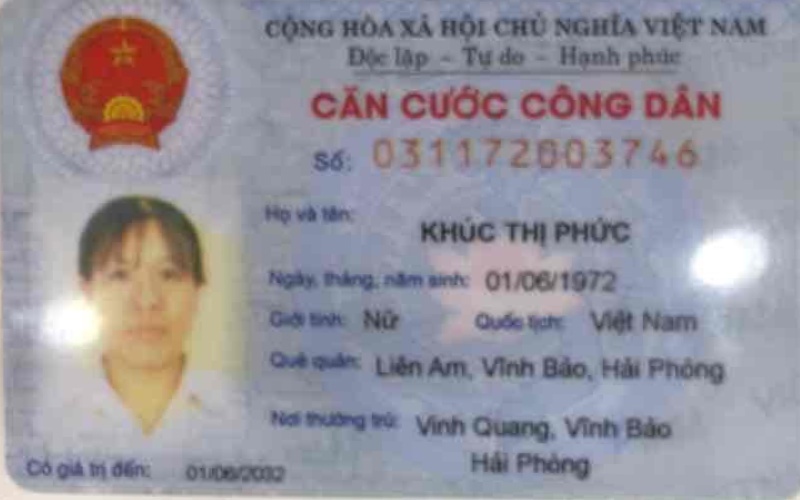 CỘNG HÒA XÃ HỘI CHỦ NGHĨA VIỆT NAM
Độc lập - Tự do - Hạnh phúc
CĂN CƯỚC CÔNG DÂN
Số: 031172803746
Họ và tên:
KHÚC THỊ PHỨC
Ngày, tháng, năm sinh: 01/06/1972
Giới tính: Nữ Quốc tịch: Việt Nam
Quê quán: Liên Am, Vĩnh Bảo, Hải Phòng
Nơi thường trú: Vinh Quang, Vĩnh Bảo
Hải Phòng
Có giá trị đến: 01/06/2032